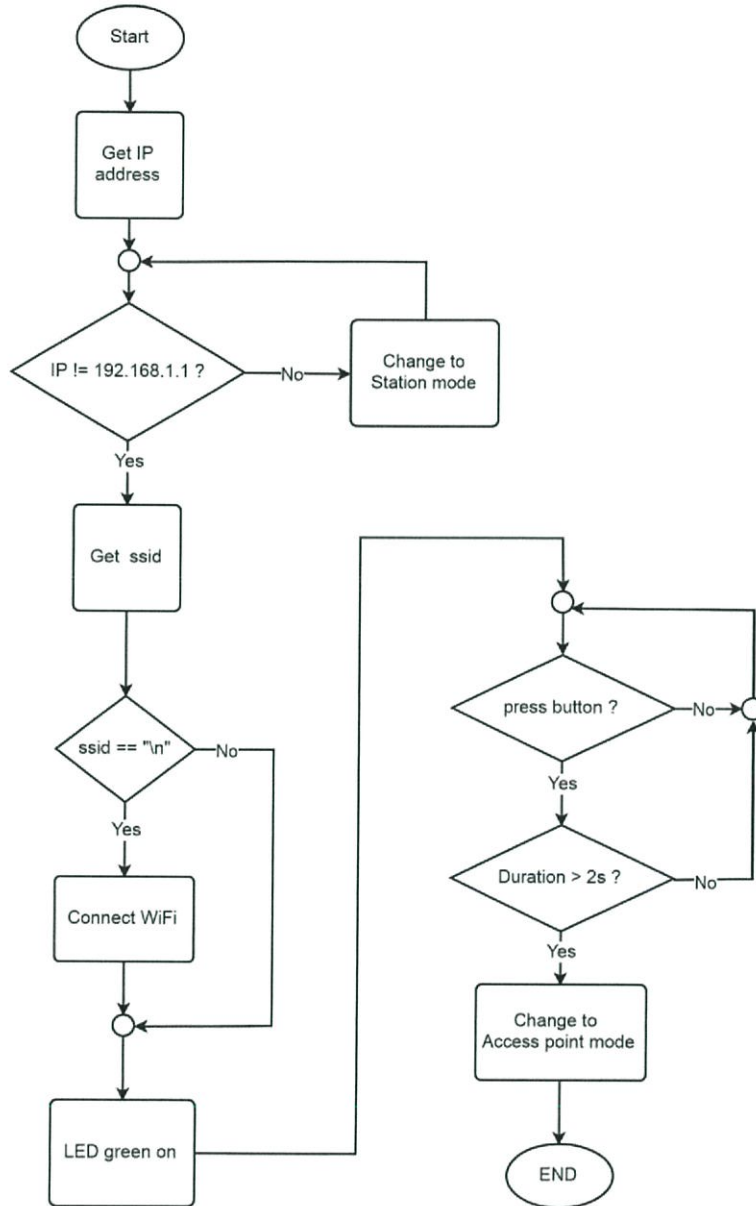 Start
Get IP
address
IP != 192.168.1.1 ?
No
Change to
Station mode
Yes
Get ssid
ssid == "\n"
No
Yes
Connect WiFi
LED green on
press button ?
No
Yes
Duration > 2s ?
No
Yes
Change to
Access point mode
END